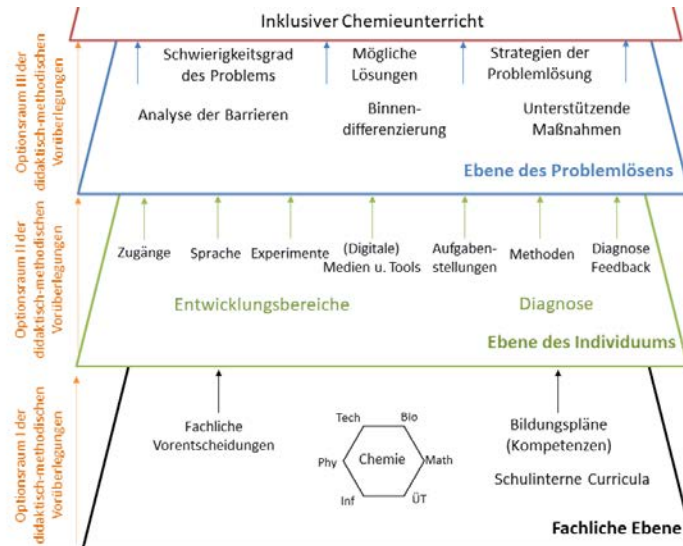 Inklusiver Chemieunterricht
Optionsraum III der
didaktisch-methodischen
Vorüberlegungen
Schwierigkeitsgrad
des Problems
Mögliche
Lösungen
Strategien der
Problemlösung
Analyse der Barrieren
Binnen-
differenzierung
Unterstützende
Maßnahmen
Ebene des Problemlösens
Optionsraum II der
didaktisch-methodischen
Vorüberlegungen
Zugänge
Sprache
Experimente
(Digitale)
Medien u. Tools
Aufgaben-
stellungen
Methoden
Diagnose
Feedback
Entwicklungsbereiche
Diagnose
Ebene des Individuums
Optionsraum I der
didaktisch-methodischen
Vorüberlegungen
Fachliche
Vorentscheidungen
Tech
Bio
Phy
Chemie
Math
Inf
ÜT
Bildungspläne
(Kompetenzen)
Schulinterne Curricula
Fachliche Ebene